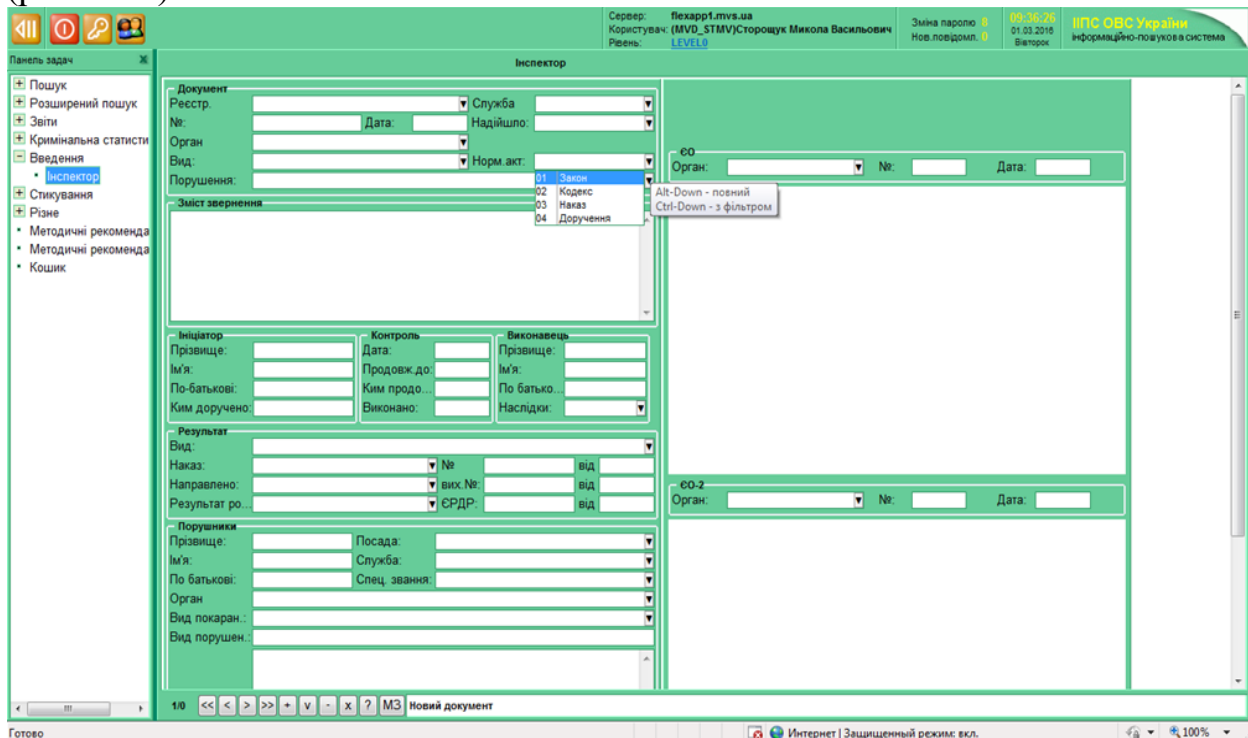 Сервер: flexapp1.mvs.ua
Користувач: (MVD_STMV)Сторощук Микола Васильович
Рівень: LEVEL0
Зміна паролю 8
Нов.повідомл. 0
09:36:26
01.03.2016
Вівторок
ІІПС ОВС України
інформаційно-пошукова система
Панель задач
Інспектор
Пошук
Розширений пошук
Звіти
Кримінальна статисти
Введення
Інспектор
Стикування
Різне
Методичні рекоменда
Методичні рекоменда
Кошик
Документ
Реєстр. Служба
№: Дата: Надійшло:
Орган
Вид: Норм.акт:
Порушення:
01 Закон
02 Кодекс
03 Наказ
04 Доручення
Alt-Down - повний
Ctrl-Down - з фільтром
Зміст звернення
Ініціатор
Прізвище:
Ім'я:
По-батькові:
Ким доручено:
Контроль
Дата:
Продовж.до:
Ким продо...
Виконано:
Виконавець
Прізвище:
Ім'я:
По батько...
Наслідки:
Результат
Вид:
Наказ: № від
Направлено: вих.№: від
Результат ро... ЄРДР: від
Порушники
Прізвище: Посада:
Ім'я: Служба:
По батькові: Спец. звання:
Орган
Вид покаран.:
Вид порушен.:
ЄО
Орган: №: Дата:
ЄО-2
Орган: №: Дата:
1/0 << < > >> + v - x ? МЗ Новий документ
Готово
Интернет | Защищенный режим: вкл.
100%